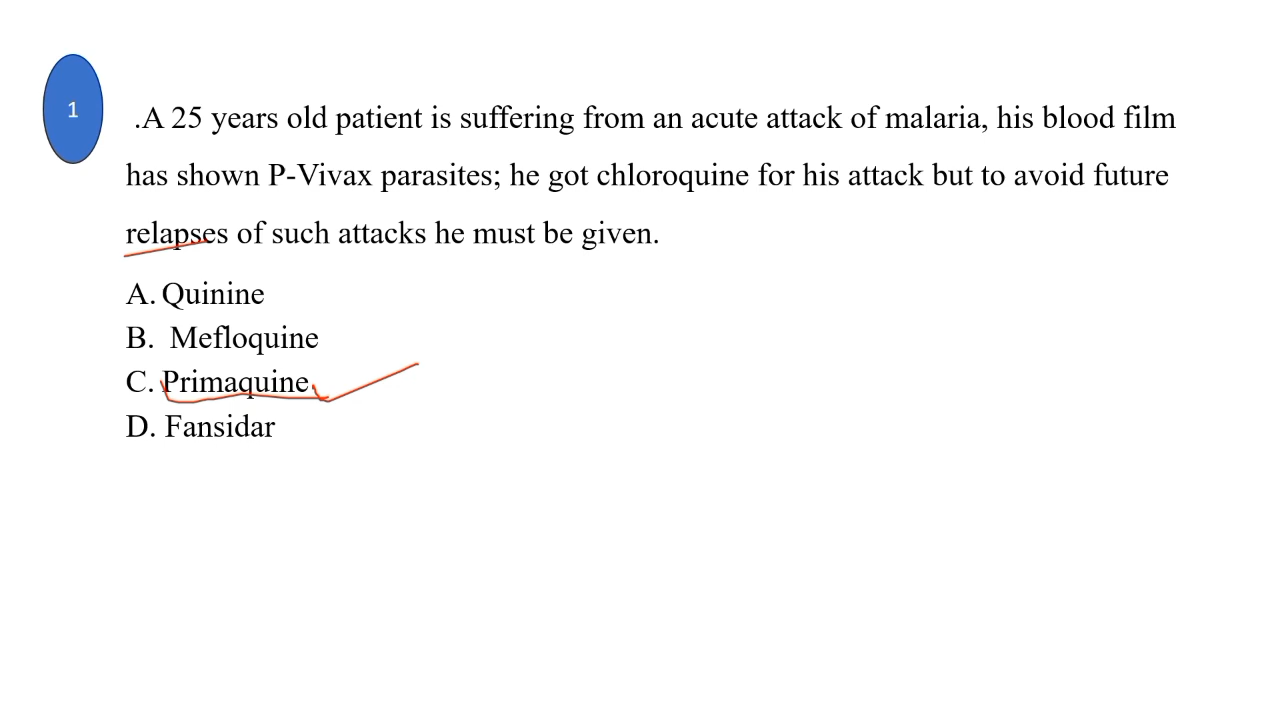 1
.A 25 years old patient is suffering from an acute attack of malaria, his blood film
has shown P-Vivax parasites; he got chloroquine for his attack but to avoid future
relapses of such attacks he must be given.
A. Quinine
B. Mefloquine
C. Primaquine
D. Fansidar